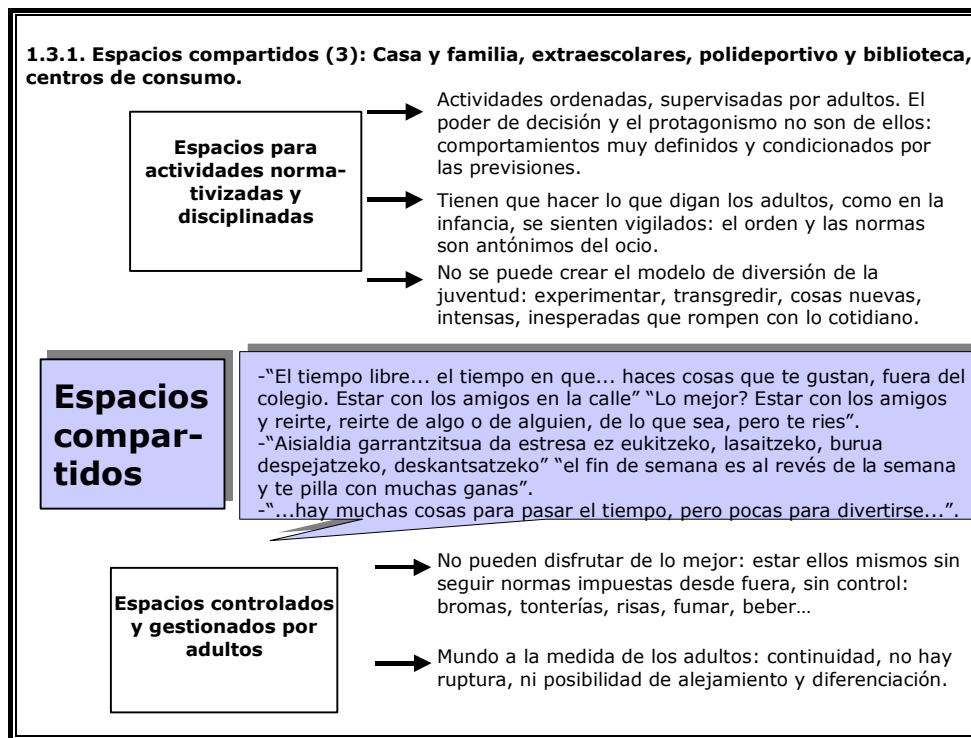 1.3.1. Espacios compartidos (3): Casa y familia, extraescolares, polideportivo y biblioteca,
centros de consumo.
Espacios para
actividades norma-
tivizadas y
disciplinadas
Actividades ordenadas, supervisadas por adultos. El
poder de decisión y el protagonismo no son de ellos:
comportamientos muy definidos y condicionados por
las previsiones.
Tienen que hacer lo que digan los adultos, como en la
infancia, se sienten vigilados: el orden y las normas
son antónimos del ocio.
No se puede crear el modelo de diversión de la
juventud: experimentar, transgredir, cosas nuevas,
intensas, inesperadas que rompen con lo cotidiano.
Espacios
compar-
tidos
-“El tiempo libre... el tiempo en que... haces cosas que te gustan, fuera del
colegio. Estar con los amigos en la calle” “Lo mejor? Estar con los amigos
y reirte, reirte de algo o de alguien, de lo que sea, pero te ries”.
-“Aisialdia garrantzitsua da estresa ez eukitzeko, lasaitzeko, burua
despejatzeko, deskantsatzeko” “el fin de semana es al revés de la semana
y te pilla con muchas ganas”.
-“...hay muchas cosas para pasar el tiempo, pero pocas para divertirse...”.
Espacios controlados
y gestionados por
adultos
No pueden disfrutar de lo mejor: estar ellos mismos sin
seguir normas impuestas desde fuera, sin control:
bromas, tonterías, risas, fumar, beber…
Mundo a la medida de los adultos: continuidad, no hay
ruptura, ni posibilidad de alejamiento y diferenciación.